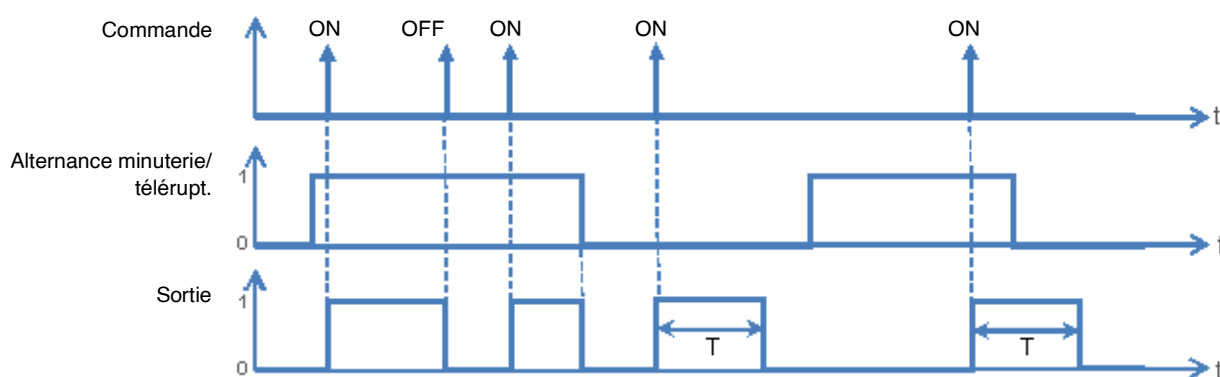 Commande
ON OFF ON ON ON
t
Alternance minuterie/
télérupt.
1
0
t
Sortie
1
T T
0
t